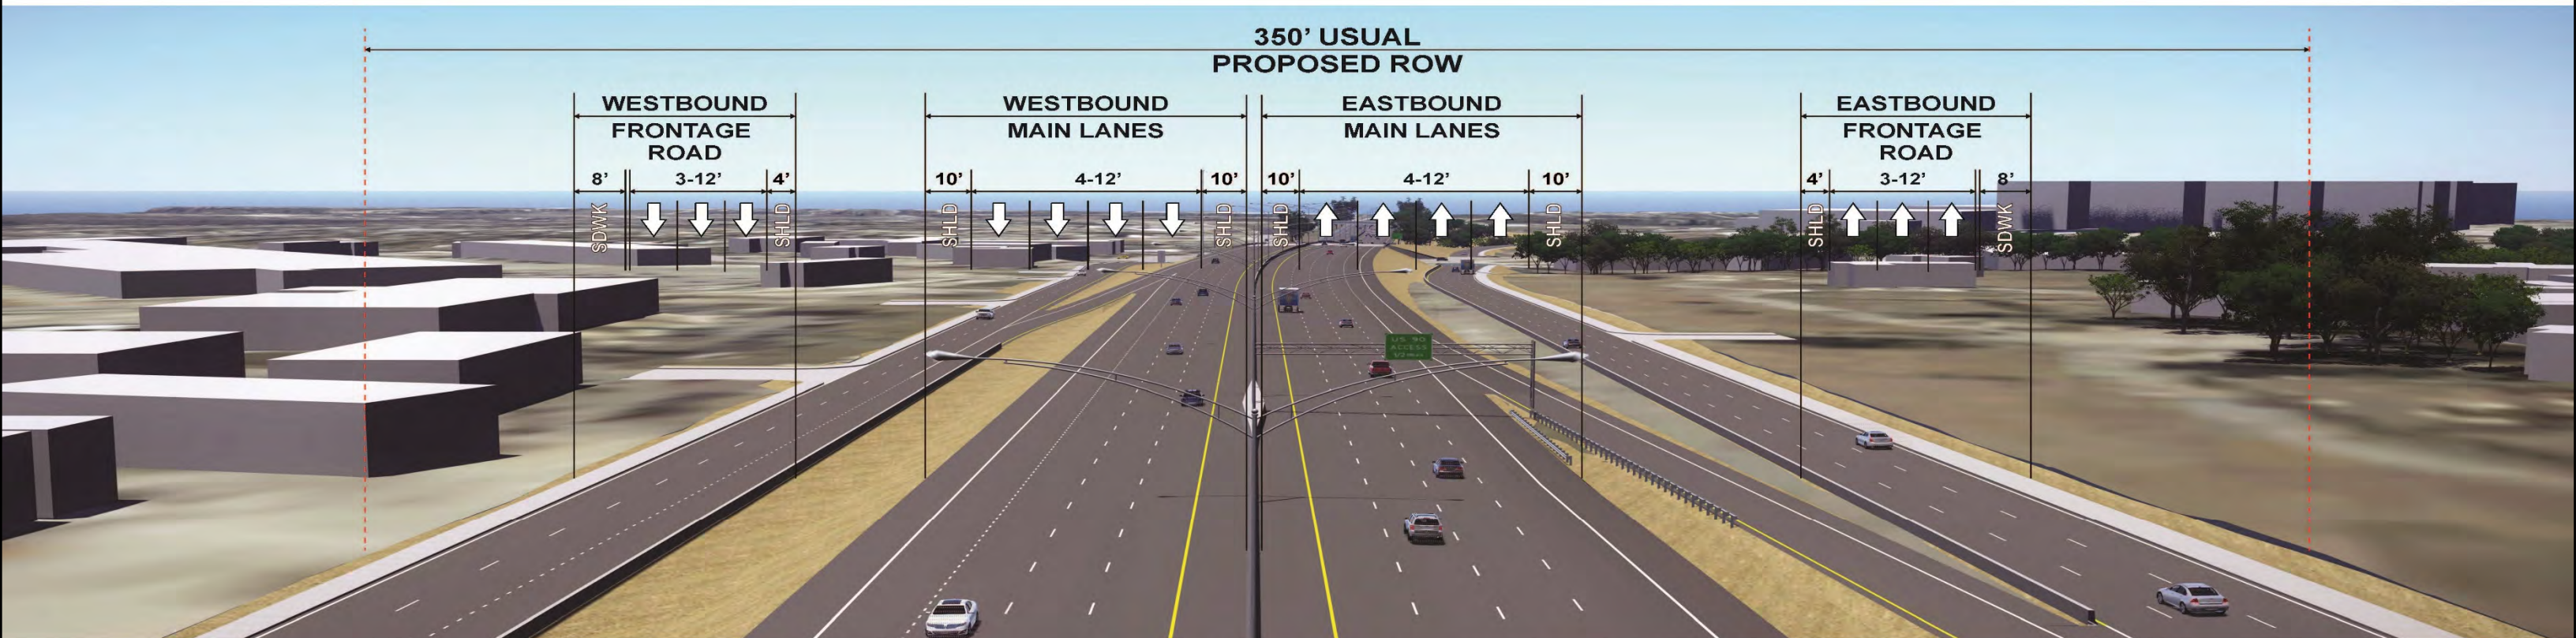 350' USUAL
PROPOSED ROW
WESTBOUND
FRONTAGE
ROAD
8' 3-12' 4'
SDWK SHLD
WESTBOUND
MAIN LANES
10' 4-12' 10'
SHLD SHLD
EASTBOUND
MAIN LANES
10' 4-12' 10'
SHLD SHLD
EASTBOUND
FRONTAGE
ROAD
4' 3-12' 8'
SHLD SDWK
US 90
ACCESS